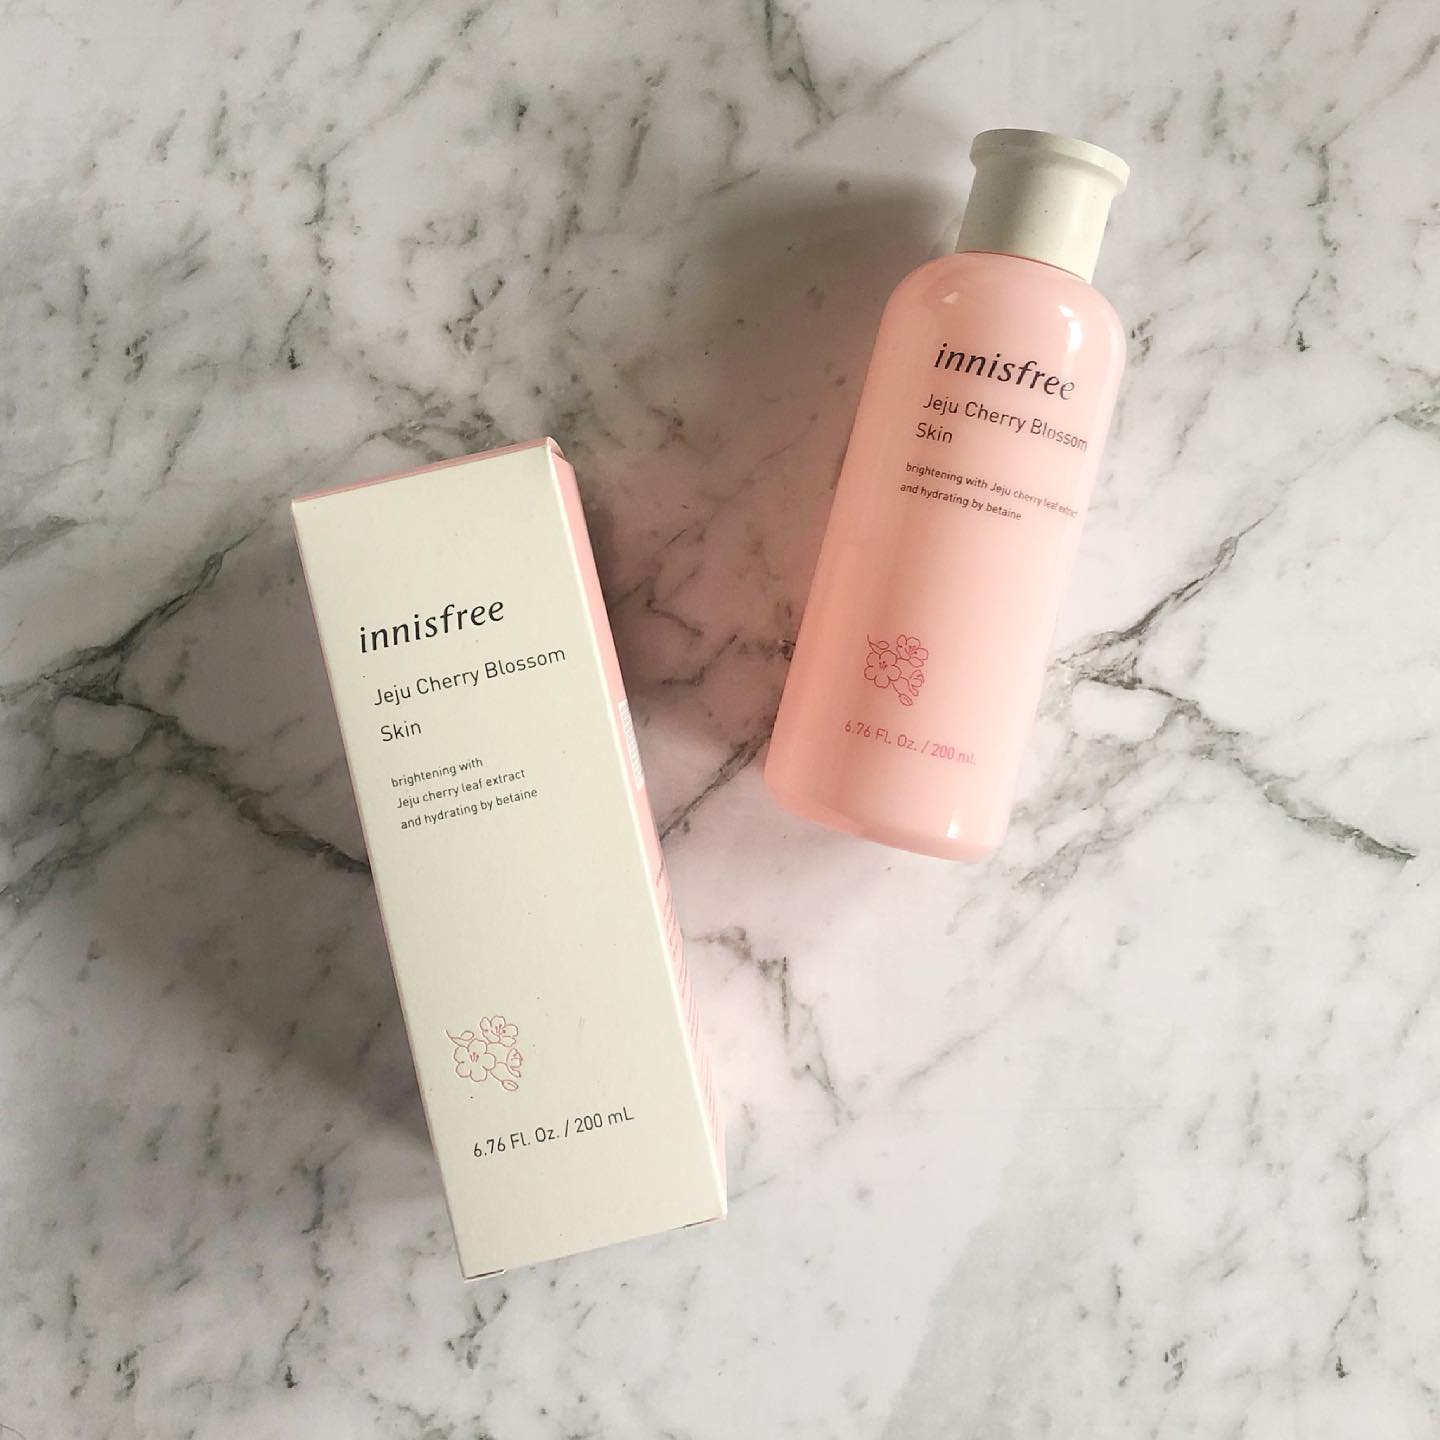 innisfree
Jeju Cherry Blossom
Skin
brightening with
Jeju cherry leaf extract
and hydrating by betaine
6.76 Fl. Oz. / 200 mL
innisfree
Jeju Cherry Blossom
Skin
brightening with Jeju cherry leaf extract
and hydrating by betaine
6.76 Fl. Oz. / 200 mL